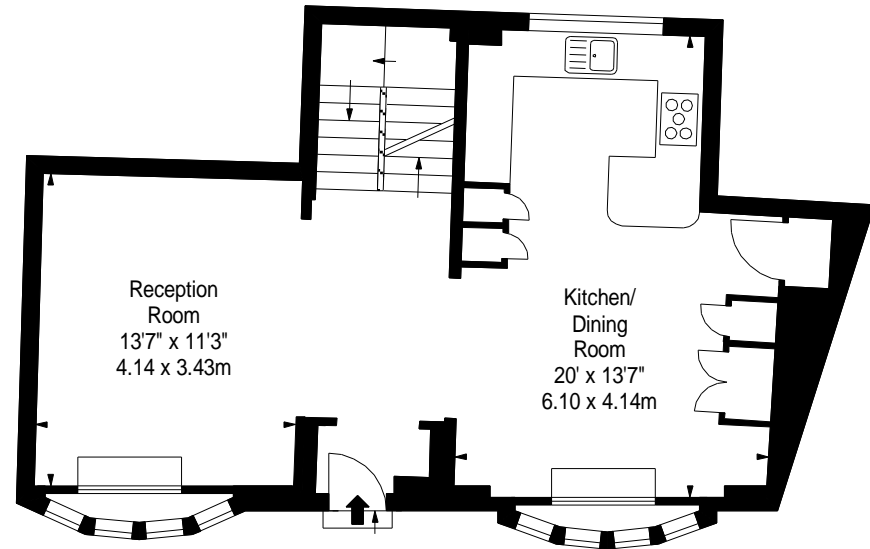 Reception
Room
13'7" x 11'3"
4.14 x 3.43m
Kitchen/
Dining
Room
20' x 13'7"
6.10 x 4.14m